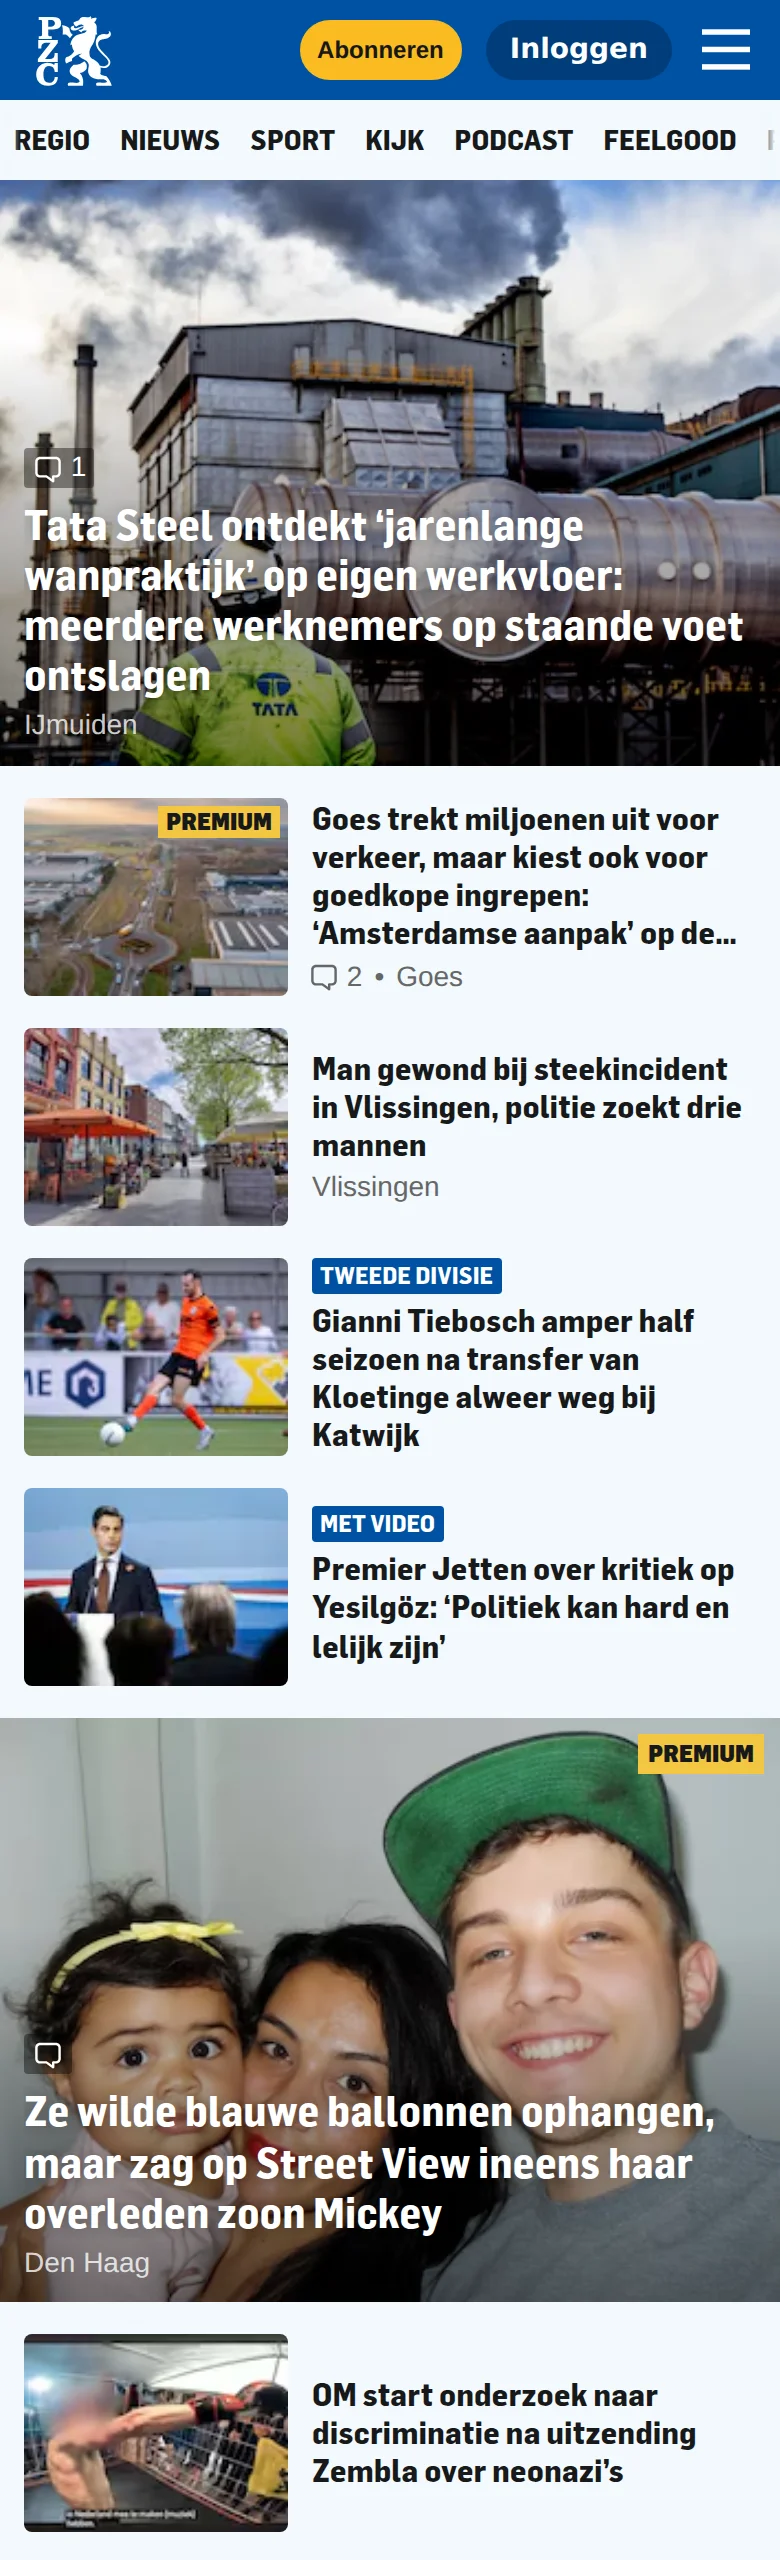 PZC
Abonneren
Inloggen
REGIO NIEUWS SPORT KIJK PODCAST FEELGOOD
1
Tata Steel ontdekt ‘jarenlange
wanpraktijk’ op eigen werkvloer:
meerdere werknemers op staande voet
ontslagen
TATA
IJmuiden
PREMIUM
Goes trekt miljoenen uit voor
verkeer, maar kiest ook voor
goedkope ingrepen:
‘Amsterdamse aanpak’ op de...
2 • Goes
Man gewond bij steekincident
in Vlissingen, politie zoekt drie
mannen
Vlissingen
TWEEDE DIVISIE
Gianni Tiebosch amper half
seizoen na transfer van
Kloetinge alweer weg bij
Katwijk
MET VIDEO
Premier Jetten over kritiek op
Yesilgöz: ‘Politiek kan hard en
lelijk zijn’
PREMIUM
Ze wilde blauwe ballonnen ophangen,
maar zag op Street View ineens haar
overleden zoon Mickey
Den Haag
OM start onderzoek naar
discriminatie na uitzending
Zembla over neonazi’s